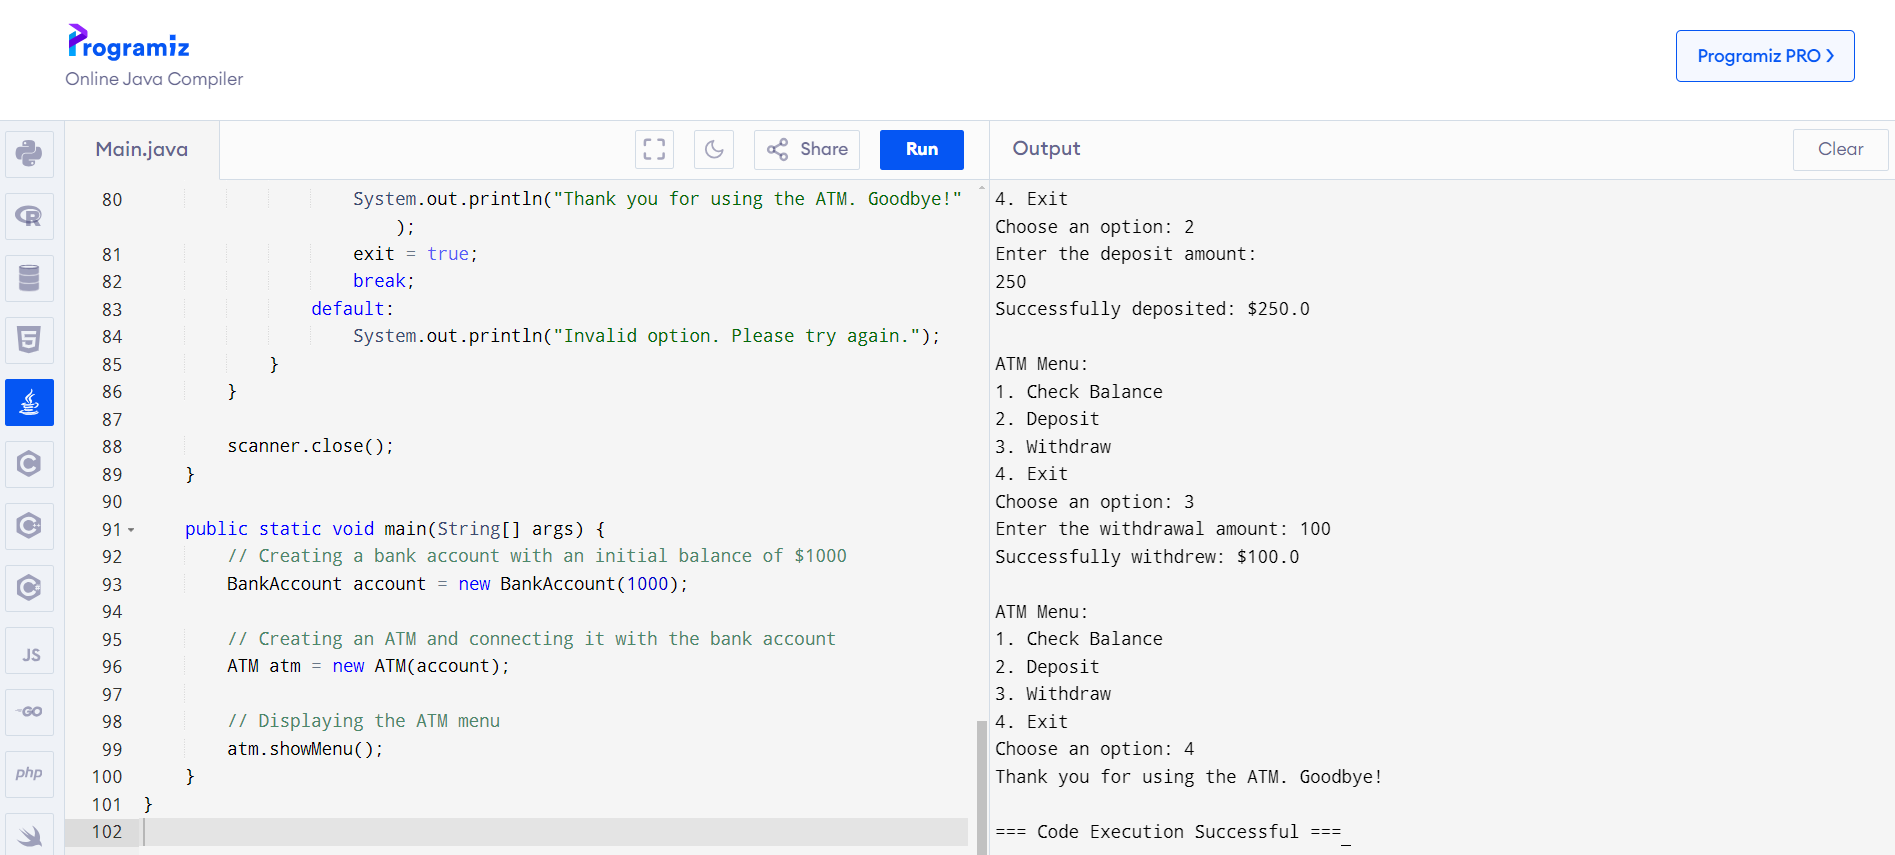 Programiz
Online Java Compiler
Programiz PRO >
Main.java
Share
Run
Output
Clear
80 System.out.println("Thank you for using the ATM. Goodbye!"
);
81 exit = true;
82 break;
83 default:
84 System.out.println("Invalid option. Please try again.");
85 }
86 }
87
88 scanner.close();
89 }
90
91 public static void main(String[] args) {
92 // Creating a bank account with an initial balance of $1000
93 BankAccount account = new BankAccount(1000);
94
95 // Creating an ATM and connecting it with the bank account
96 ATM atm = new ATM(account);
97
98 // Displaying the ATM menu
99 atm.showMenu();
100 }
101 }
102
4. Exit
Choose an option: 2
Enter the deposit amount:
250
Successfully deposited: $250.0
ATM Menu:
1. Check Balance
2. Deposit
3. Withdraw
4. Exit
Choose an option: 3
Enter the withdrawal amount: 100
Successfully withdrew: $100.0
ATM Menu:
1. Check Balance
2. Deposit
3. Withdraw
4. Exit
Choose an option: 4
Thank you for using the ATM. Goodbye!
=== Code Execution Successful ===
R
5
C
C
C
JS
GO
php